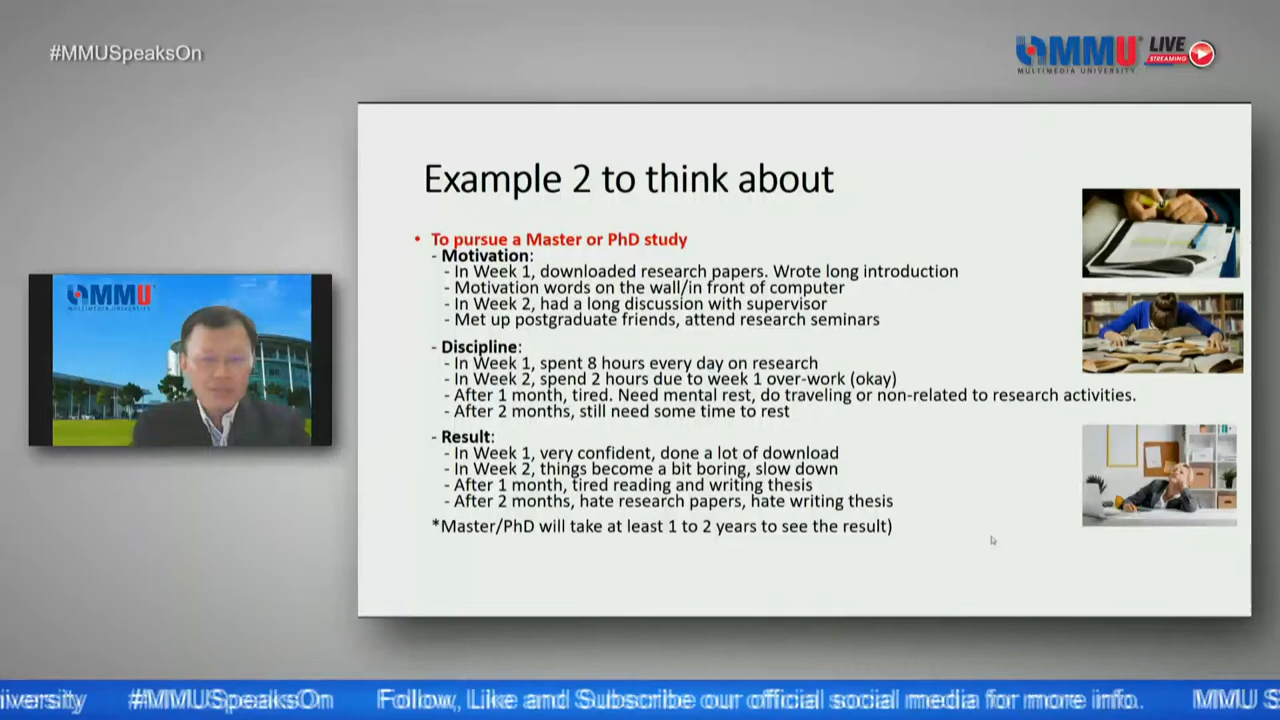 #MMUSpeaksOn
MMU
MULTIMEDIA UNIVERSITY
LIVE
STREAMING
Example 2 to think about
• To pursue a Master or PhD study
- Motivation:
- In Week 1, downloaded research papers. Wrote long introduction
- Motivation words on the wall/in front of computer
- In Week 2, had a long discussion with supervisor
- Met up postgraduate friends, attend research seminars
- Discipline:
- In Week 1, spent 8 hours every day on research
- In Week 2, spend 2 hours due to week 1 over-work (okay)
- After 1 month, tired. Need mental rest, do traveling or non-related to research activities.
- After 2 months, still need some time to rest
- Result:
- In Week 1, very confident, done a lot of download
- In Week 2, things become a bit boring, slow down
- After 1 month, tired reading and writing thesis
- After 2 months, hate research papers, hate writing thesis
*Master/PhD will take at least 1 to 2 years to see the result)
MMU
MULTIMEDIA UNIVERSITY
niversity #MMUSpeaksOn Follow, Like and Subscribe our official social media for more info. MMU S